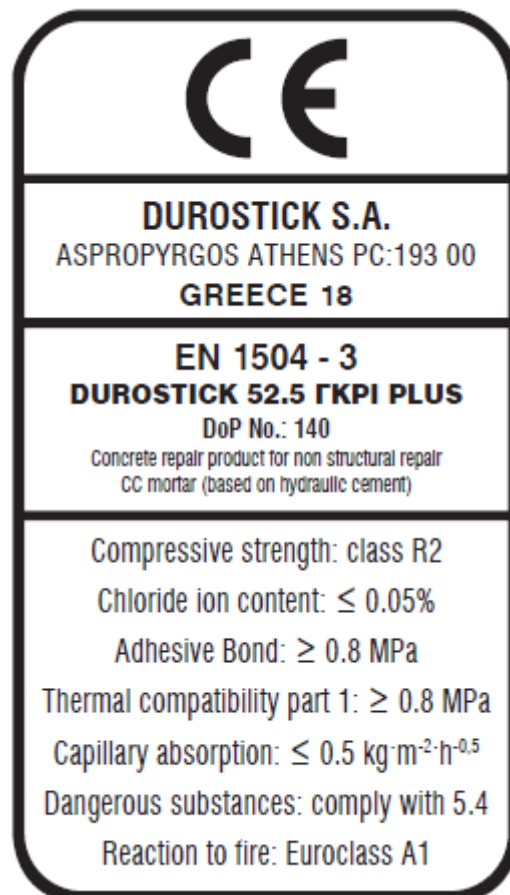 CE
DUROSTICK S.A.
ASPROPYRGOS ATHENS PC:193 00
GREECE 18
EN 1504 - 3
DUROSTICK 52.5 ΓΚΡΙ PLUS
DoP No.: 140
Concrete repair product for non structural repair
CC mortar (based on hydraulic cement)
Compressive strength: class R2
Chloride ion content: ≤ 0.05%
Adhesive Bond: ≥ 0.8 MPa
Thermal compatibility part 1: ≥ 0.8 MPa
Capillary absorption: ≤ 0.5 kg·m⁻²·h⁻⁰,⁵
Dangerous substances: comply with 5.4
Reaction to fire: Euroclass A1